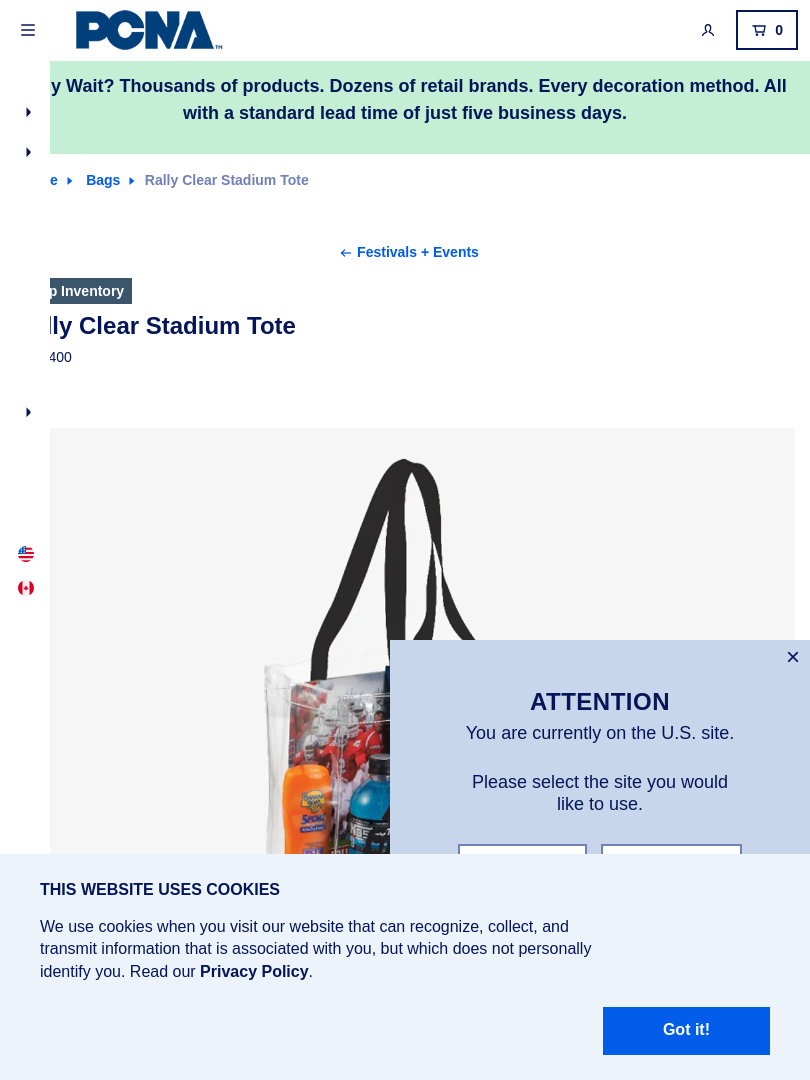 PCNA™
0
y Wait? Thousands of products. Dozens of retail brands. Every decoration method. All
with a standard lead time of just five business days.
e Bags Rally Clear Stadium Tote
← Festivals + Events
p Inventory
lly Clear Stadium Tote
400
BANANA BOAT
SPORT
ATTENTION
You are currently on the U.S. site.
Please select the site you would
like to use.
THIS WEBSITE USES COOKIES
We use cookies when you visit our website that can recognize, collect, and
transmit information that is associated with you, but which does not personally
identify you. Read our Privacy Policy.
Got it!